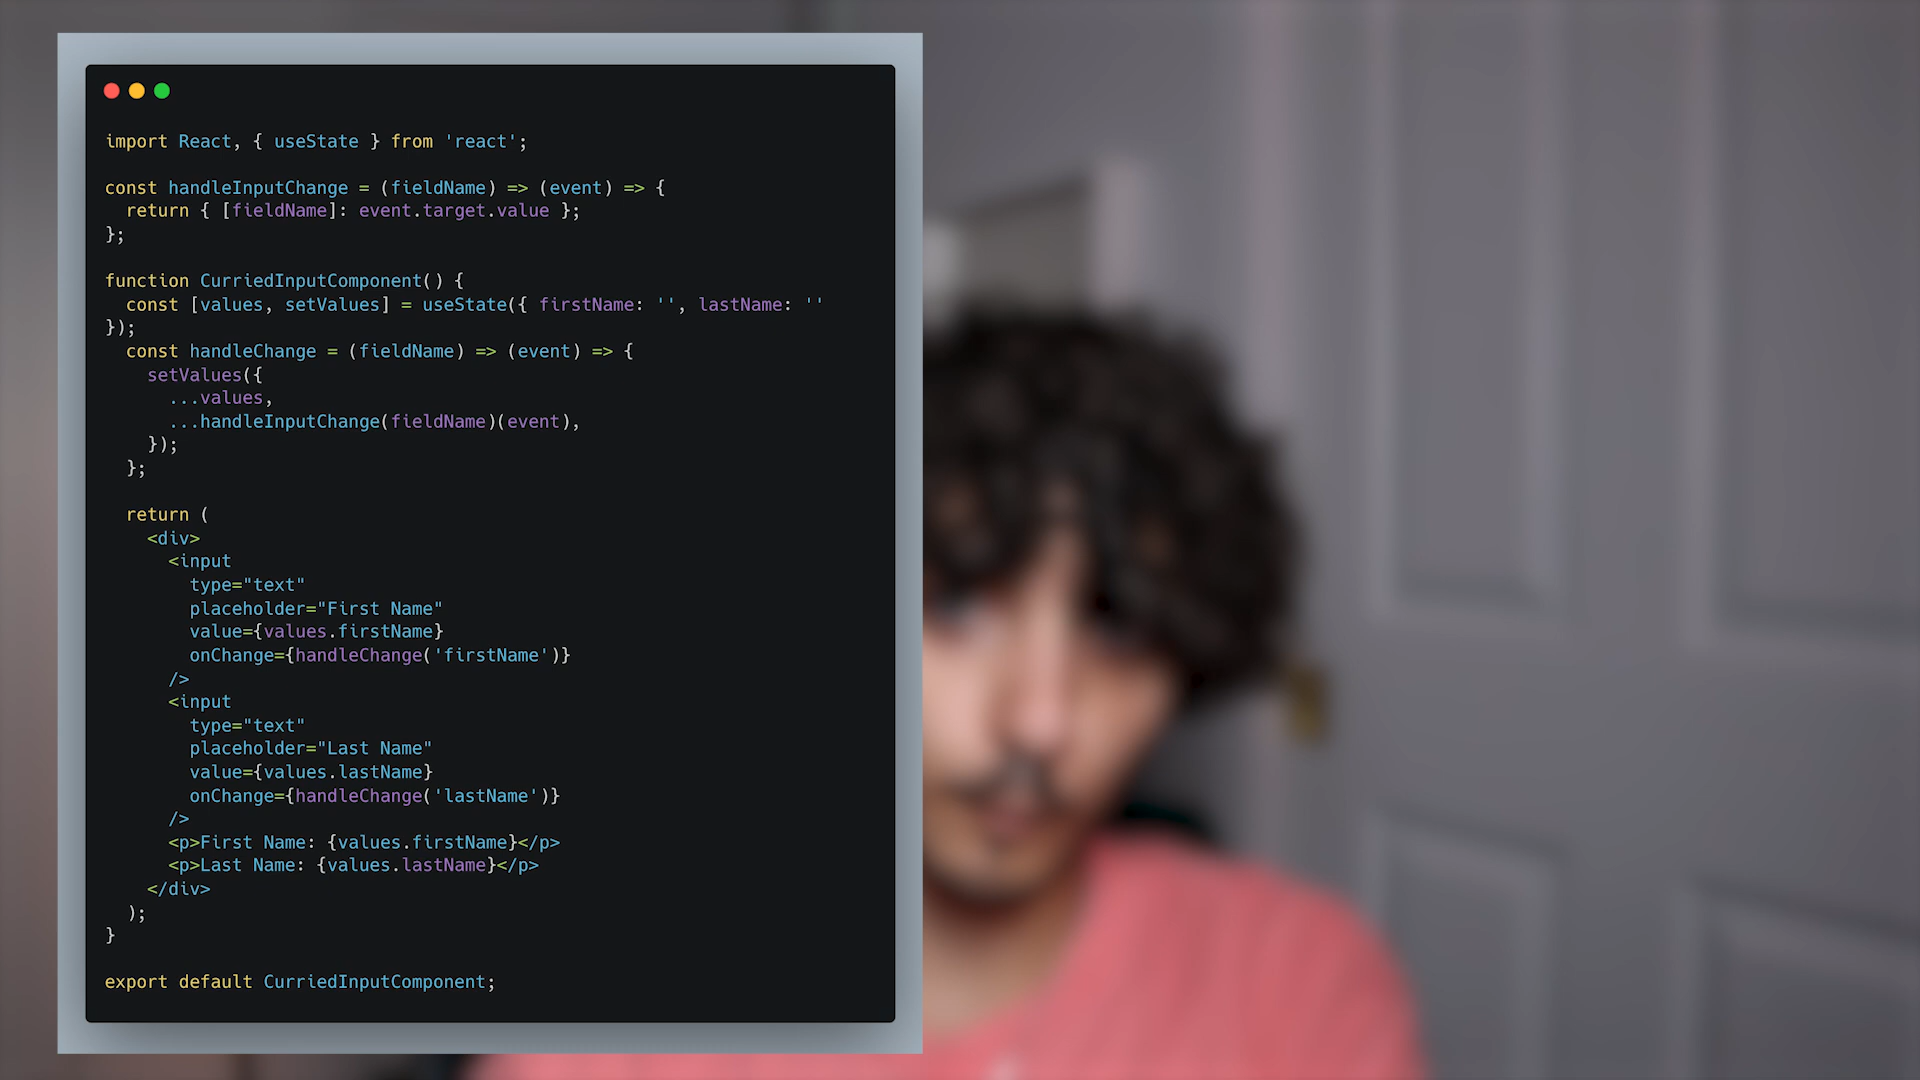 import React, { useState } from 'react';
const handleInputChange = (fieldName) => (event) => {
  return { [fieldName]: event.target.value };
};
function CurriedInputComponent() {
  const [values, setValues] = useState({ firstName: '', lastName: ''
});
  const handleChange = (fieldName) => (event) => {
    setValues({
      ...values,
      ...handleInputChange(fieldName)(event),
    });
  };
  return (
    <div>
      <input
        type="text"
        placeholder="First Name"
        value={values.firstName}
        onChange={handleChange('firstName')}
      />
      <input
        type="text"
        placeholder="Last Name"
        value={values.lastName}
        onChange={handleChange('lastName')}
      />
      <p>First Name: {values.firstName}</p>
      <p>Last Name: {values.lastName}</p>
    </div>
  );
}
export default CurriedInputComponent;